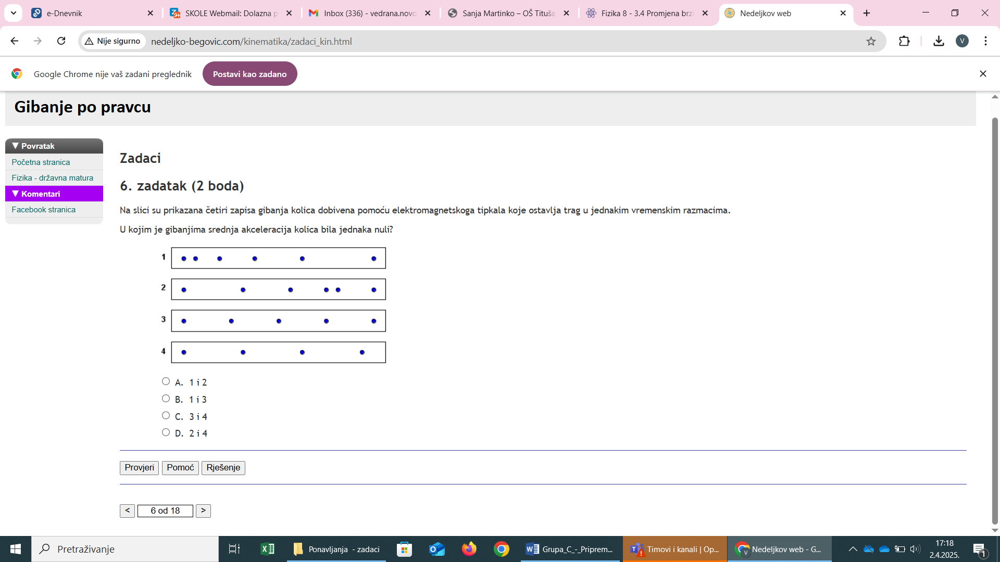 e-Dnevnik
SKOLE Webmail: Dolazna p
Inbox (336) - vedrana.novo
Sanja Martinko – OŠ Tituša
Fizika 8 - 3.4 Promjena brzi
Nedeljkov web
Nije sigurno
nedeljko-begovic.com/kinematika/zadaci_kin.html
V
Google Chrome nije vaš zadani preglednik
Postavi kao zadano
Gibanje po pravcu
Povratak
Početna stranica
Fizika - državna matura
Komentari
Facebook stranica
Zadaci
6. zadatak (2 boda)
Na slici su prikazana četiri zapisa gibanja kolica dobivena pomoću elektromagnetskoga tipkala koje ostavlja trag u jednakim vremenskim razmacima.
U kojim je gibanjima srednja akceleracija kolica bila jednaka nuli?
1
2
3
4
A. 1 i 2
B. 1 i 3
C. 3 i 4
D. 2 i 4
Provjeri Pomoć Rješenje
< 6 od 18 >
Pretraživanje
Ponavljanja - zadaci
Grupa_C_-_Priprem...
Timovi i kanali | Op...
Nedeljkov web - G...
17:18
2.4.2025.
1